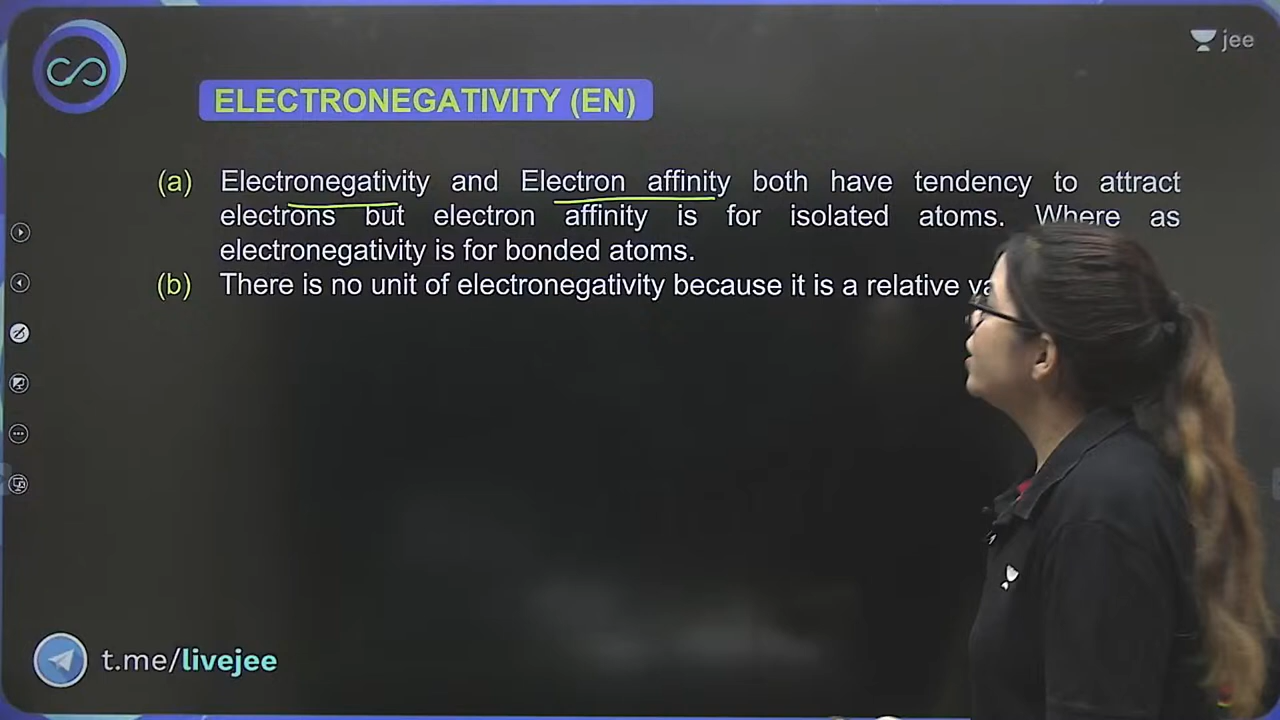 jee
ELECTRONEGATIVITY (EN)
(a) Electronegativity and Electron affinity both have tendency to attract
electrons but electron affinity is for isolated atoms. Where as
electronegativity is for bonded atoms.
(b) There is no unit of electronegativity because it is a relative
t.me/livejee